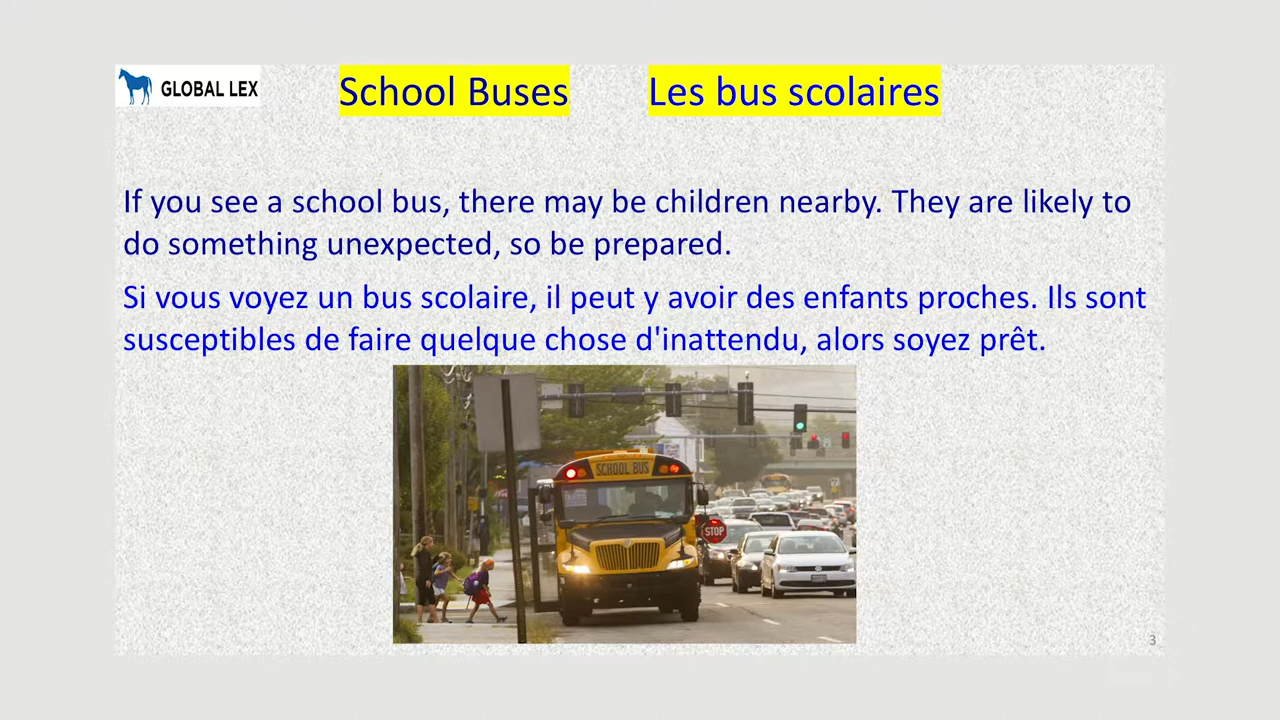 GLOBAL LEX
School Buses Les bus scolaires
If you see a school bus, there may be children nearby. They are likely to
do something unexpected, so be prepared.
Si vous voyez un bus scolaire, il peut y avoir des enfants proches. Ils sont
susceptibles de faire quelque chose d'inattendu, alors soyez prêt.
SCHOOL BUS
STOP
3